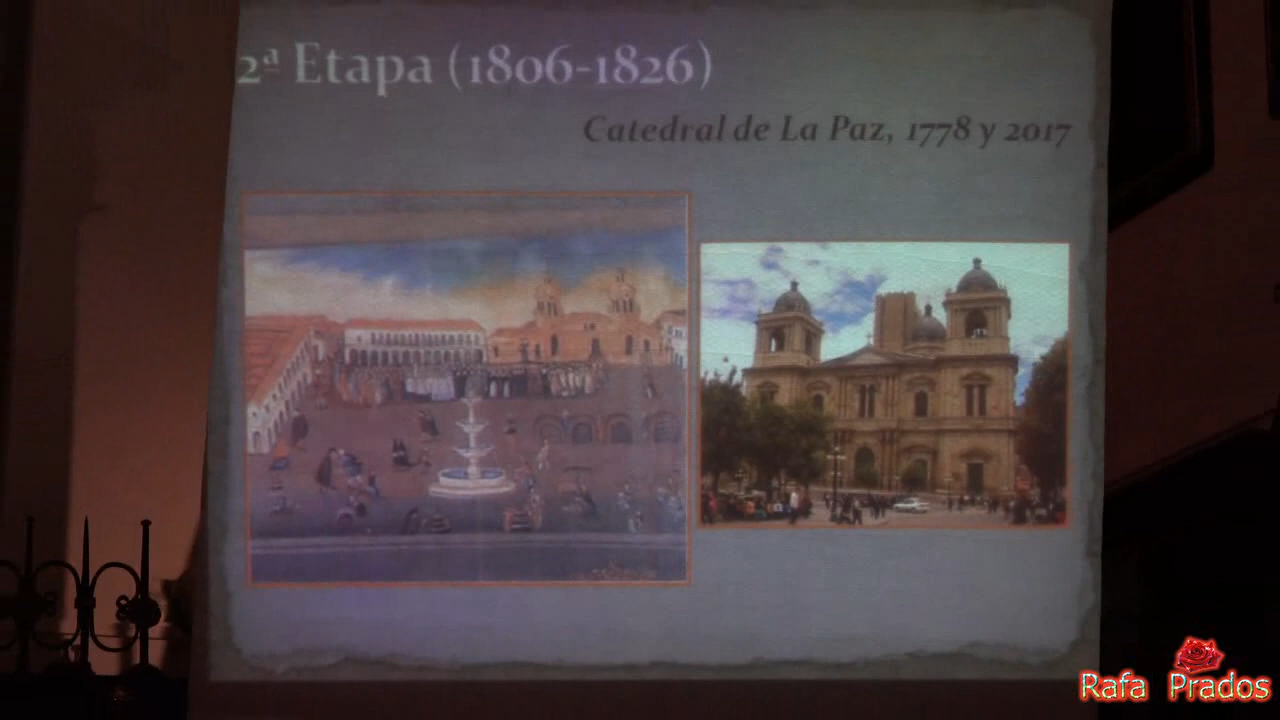 2ª Etapa (1806-1826)
Catedral de La Paz, 1778 y 2017
Rafa Prados